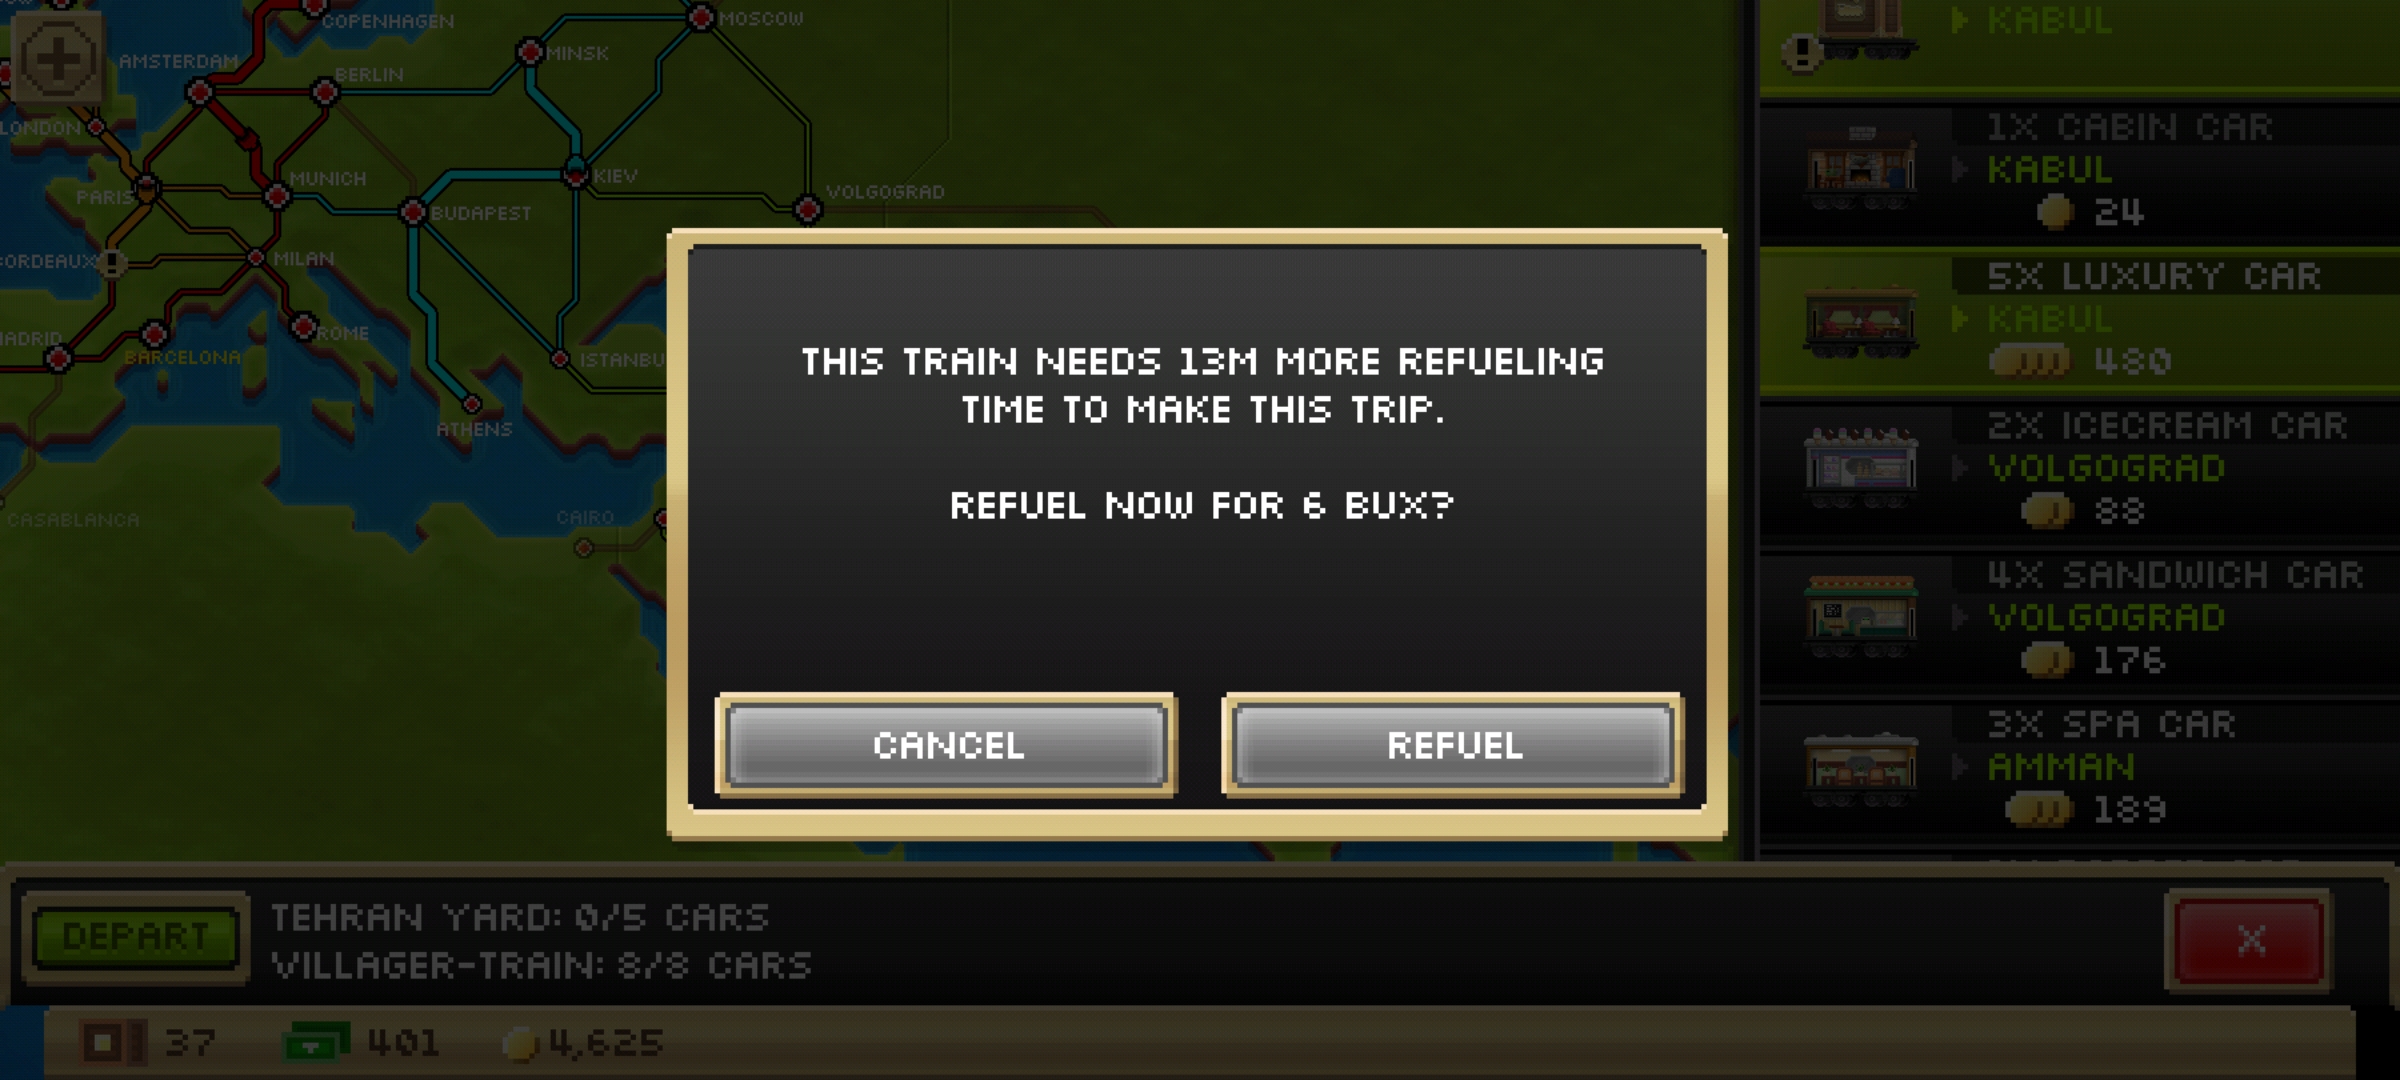 COPENHAGEN
MOSCOW
MINSK
AMSTERDAM
BERLIN
LONDON
MUNICH
KIEV
PARIS
VOLGOGRAD
BUDAPEST
MILAN
ORDEAUX
ROME
ADRID
BARCELONA
ISTANBU
ATHENS
CASABLANCA
CAIRO
THIS TRAIN NEEDS 13M MORE REFUELING
TIME TO MAKE THIS TRIP.
REFUEL NOW FOR 6 BUX?
CANCEL
REFUEL
KABUL
1X CABIN CAR
KABUL
24
5X LUXURY CAR
KABUL
480
2X ICECREAM CAR
VOLGOGRAD
88
4X SANDWICH CAR
VOLGOGRAD
176
3X SPA CAR
AMMAN
189
DEPART
TEHRAN YARD: 0/5 CARS
VILLAGER-TRAIN: 8/8 CARS
X
37
401
4,625